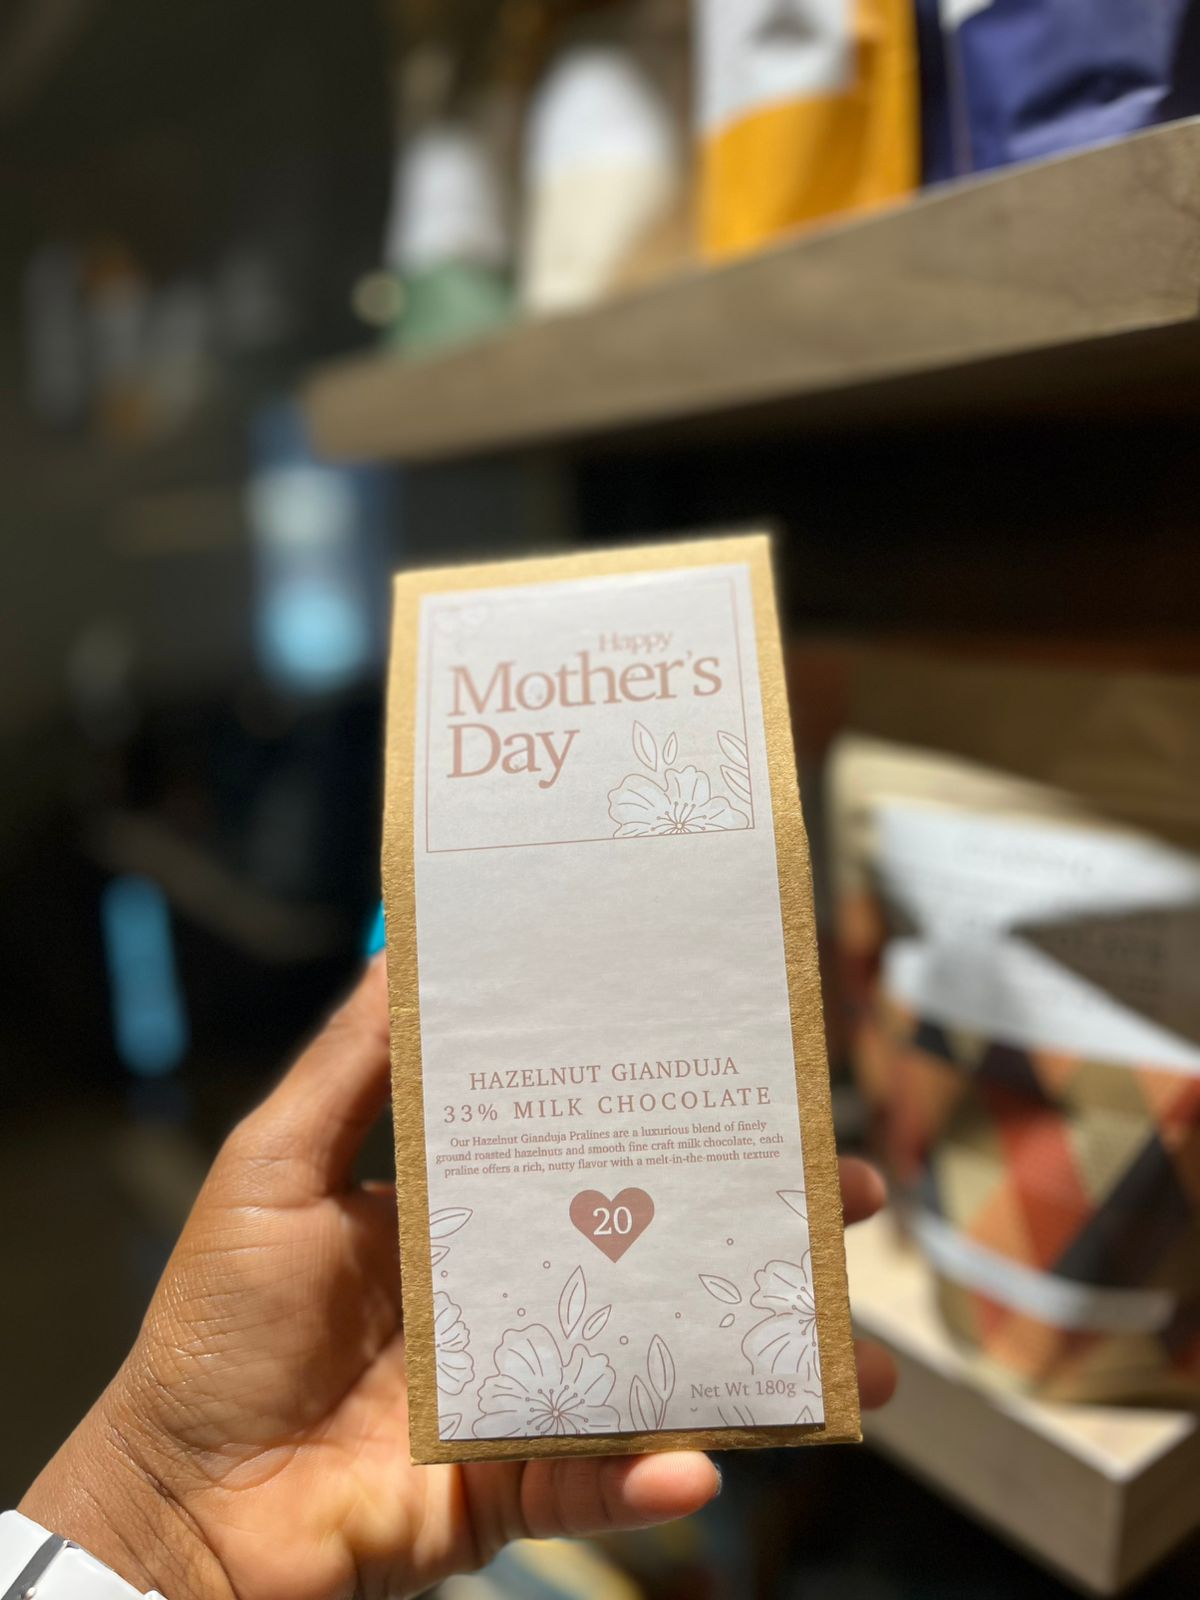 Happy
Mother's
Day
HAZELNUT GIANDUJA
33% MILK CHOCOLATE
Our Hazelnut Gianduja Pralines are a luxurious blend of finely
ground roasted hazelnuts and smooth fine craft milk chocolate, each
praline offers a rich, nutty flavor with a melt-in-the-mouth texture
20
Net Wt 180g